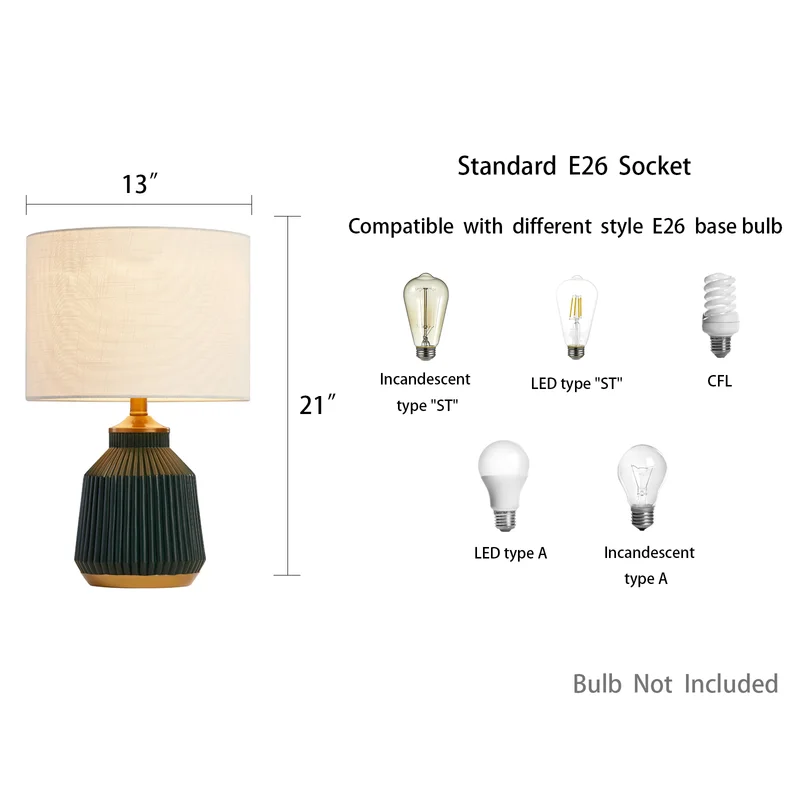 13″
21″
Standard E26 Socket
Compatible with different style E26 base bulb
Incandescent
type "ST"
LED type "ST"
CFL
LED type A
Incandescent
type A
Bulb Not Included